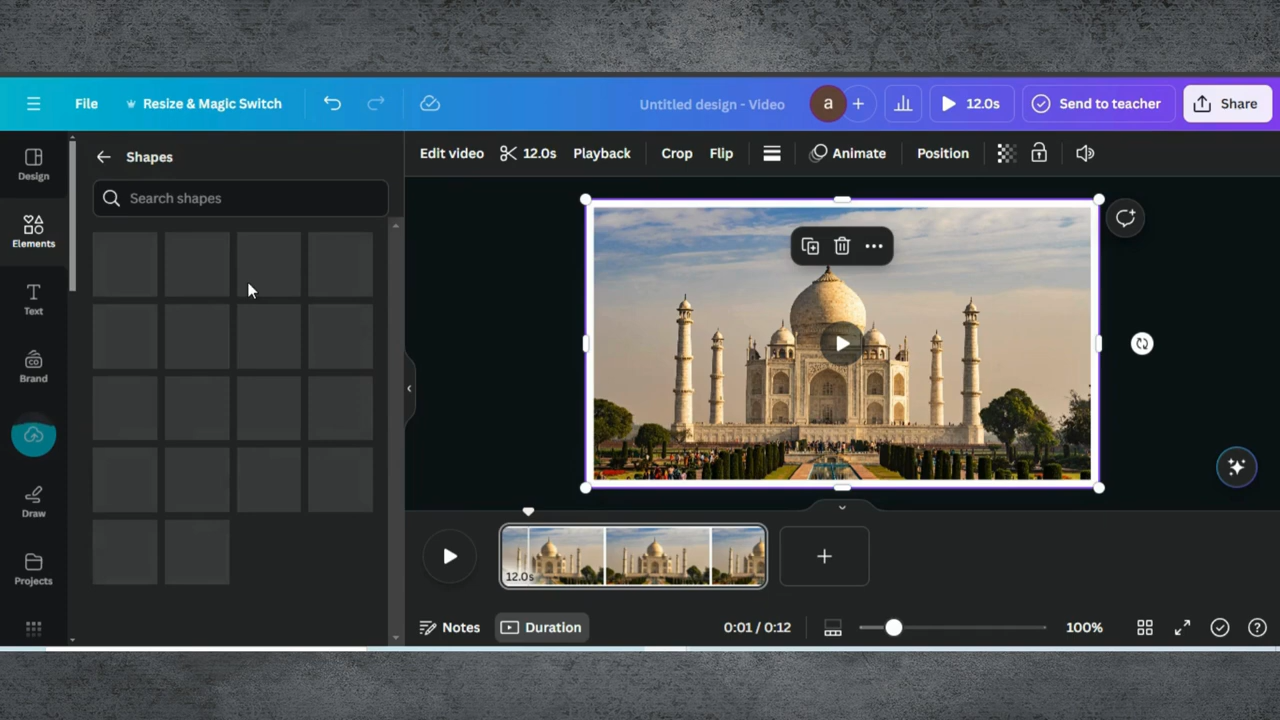 File
Resize & Magic Switch
Untitled design - Video
a
12.0s
Send to teacher
Share
Design
Elements
Text
Brand
Draw
Projects
Shapes
Search shapes
Edit video
12.0s
Playback
Crop
Flip
Animate
Position
CO
12.0s
Notes
Duration
0:01 / 0:12
100%